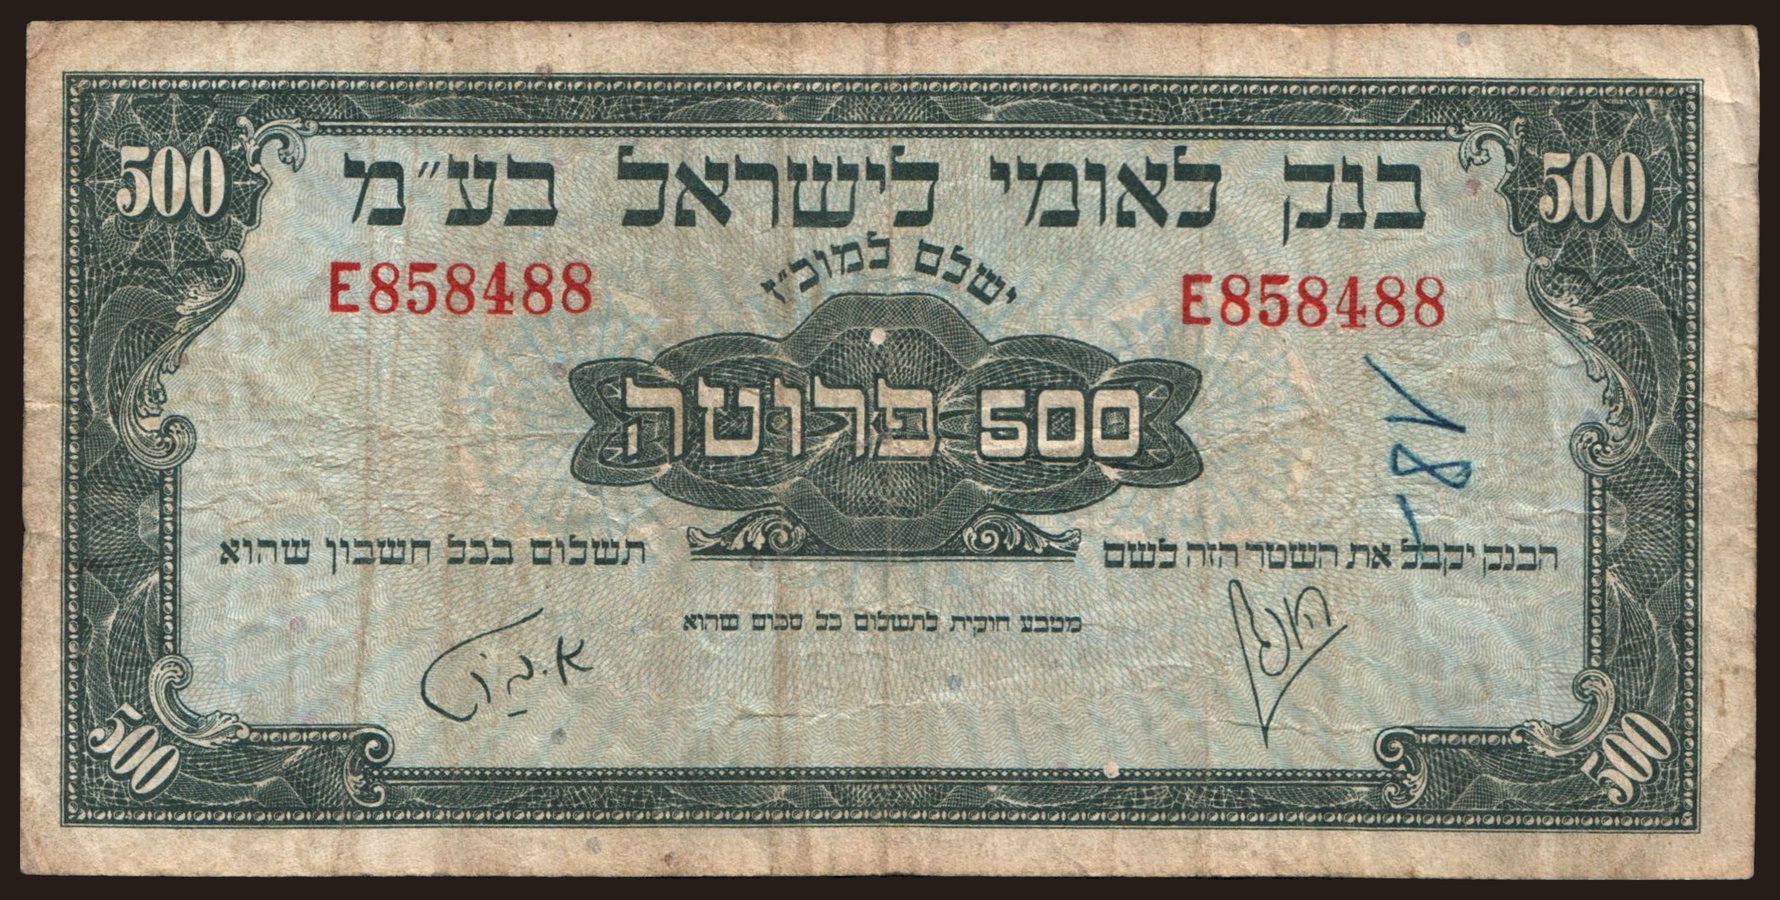 500 בנק לאומי לישראל בע״מ 500
ישלם למוכ״ז
E858488 E858488
500 פרוטה
18-
הבנק יקבל את השטר הזה לשם תשלום בכל חשבון שהוא
מטבע חוקית לתשלום כל סכום שהוא
500 500